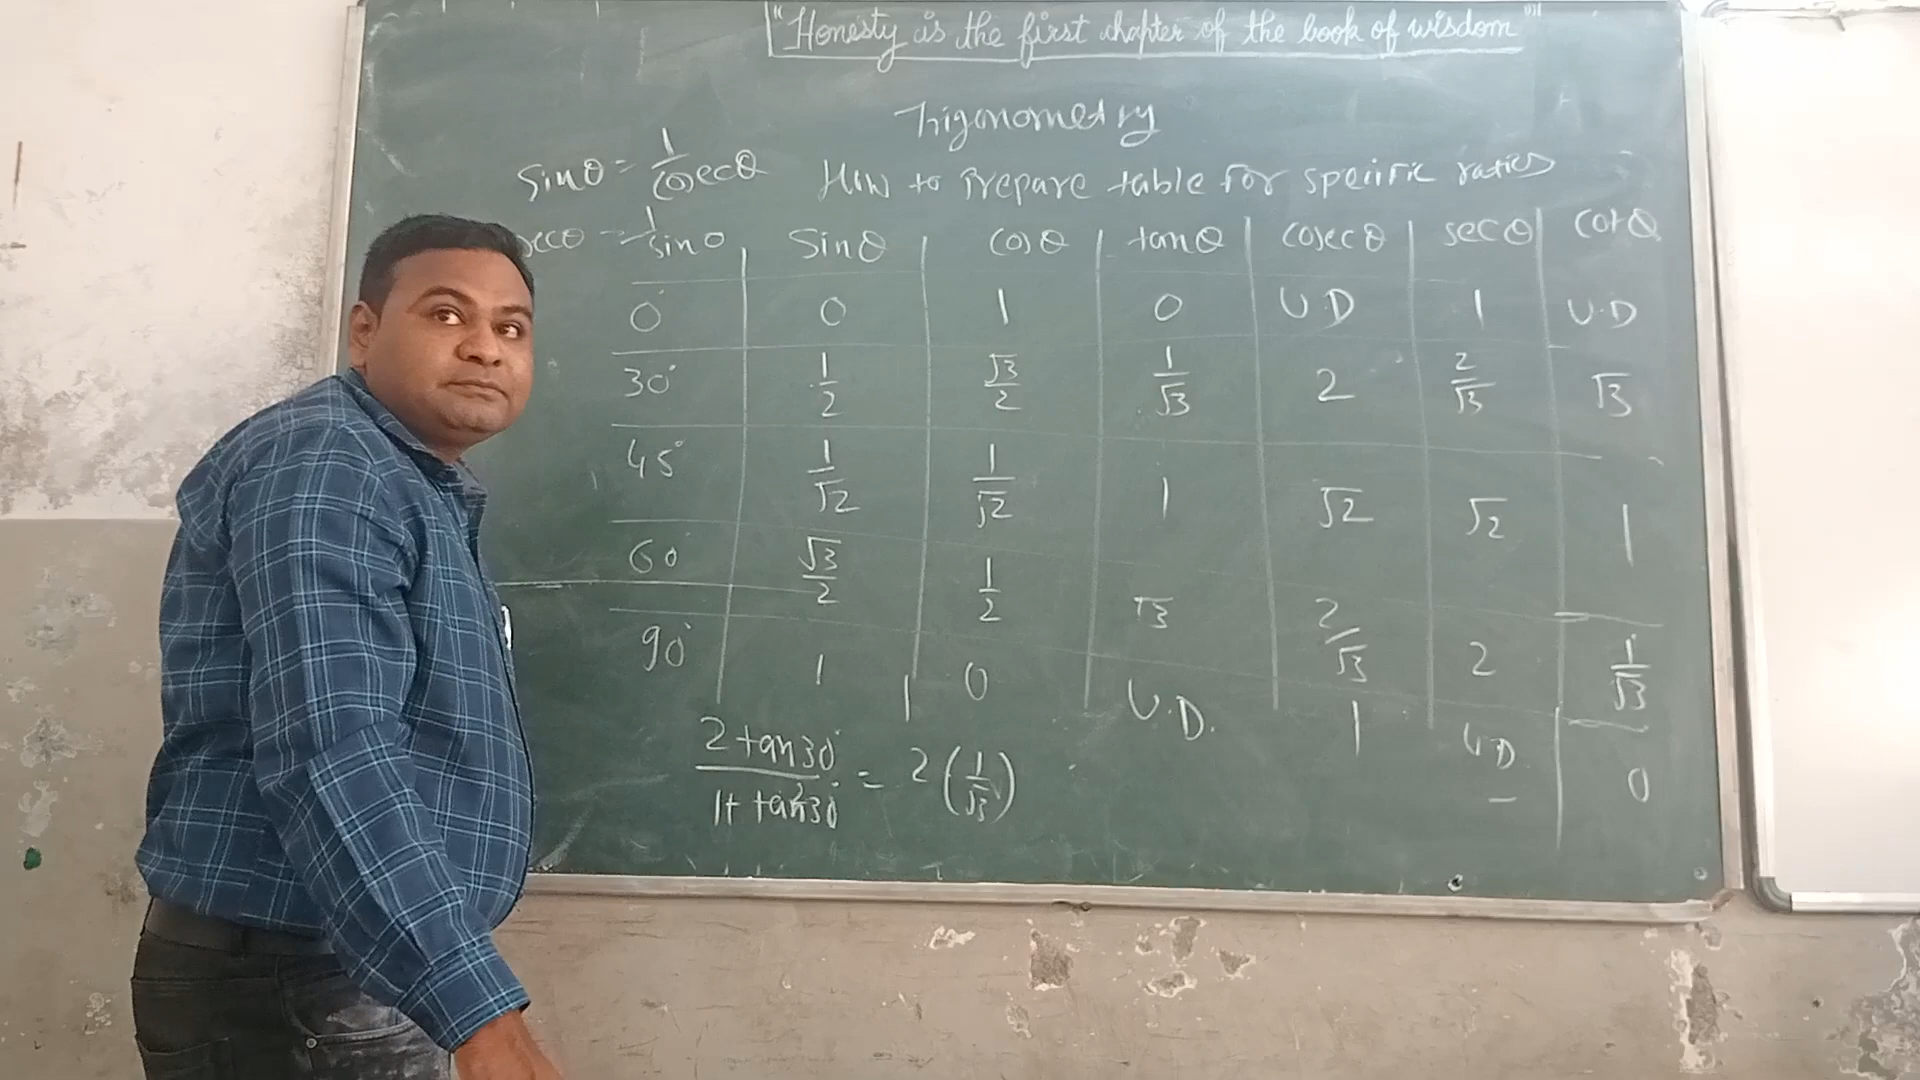 "Honesty is the first chapter of the book of wisdom"
Trigonometry
sinθ = 1/cosecθ How to Prepare table for specific ratios
secθ = 1/sinθ
sinθ cosθ tanθ cosecθ secθ cotθ
0° 0 1 0 U.D 1 U.D
30° 1/2 √3/2 1/√3 2 2/√3 √3
45° 1/√2 1/√2 1 √2 √2 1
60° √3/2 1/2 √3 2/√3 2 1/√3
90° 1 0 U.D. 1 U.D 0
2 tan30° / 1+ tan²30° = 2(1/√3)